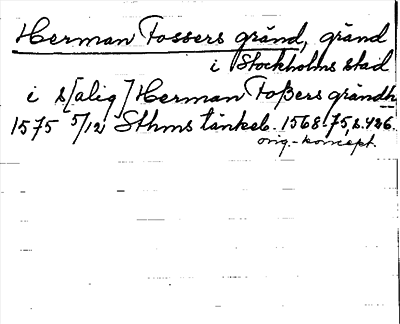 Herman Fossers gränd, gränd
i Stockholms stad
i s[alig] Herman Foßers grändh
1575 5/12 Sthms tänkeb. 1568-75, s. 426.
orig.-koncept.